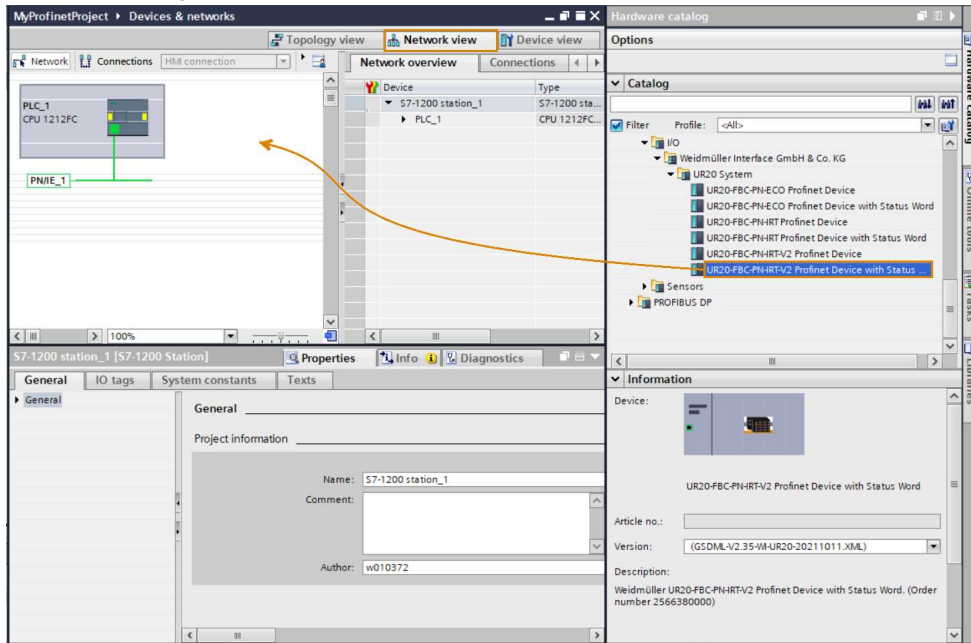 MyProfinetProject ▸ Devices & networks
Topology view
Network view
Device view
Network
Connections
HMI connection
PLC_1
CPU 1212FC
PN/IE_1
100%
Network overview
Connections
Device
Type
S7-1200 station_1
S7-1200 sta...
PLC_1
CPU 1212FC...
S7-1200 station_1 [S7-1200 Station]
Properties
Info
Diagnostics
General
IO tags
System constants
Texts
General
General
Project information
Name:
S7-1200 station_1
Comment:
Author:
w010372
Hardware catalog
Options
Catalog
Filter
Profile:
<All>
I/O
Weidmüller Interface GmbH & Co. KG
UR20 System
UR20-FBC-PN-ECO Profinet Device
UR20-FBC-PN-ECO Profinet Device with Status Word
UR20-FBC-PN-IRT Profinet Device
UR20-FBC-PN-IRT Profinet Device with Status Word
UR20-FBC-PN-IRT-V2 Profinet Device
UR20-FBC-PN-IRT-V2 Profinet Device with Status ...
Sensors
PROFIBUS DP
Information
Device:
UR20-FBC-PN-IRT-V2 Profinet Device with Status Word
Article no.:
Version:
(GSDML-V2.35-WI-UR20-20211011.XML)
Description:
Weidmüller UR20-FBC-PN-IRT-V2 Profinet Device with Status Word. (Order
number 2566380000)
Hardware catalog
Online tools
Tasks
Libraries